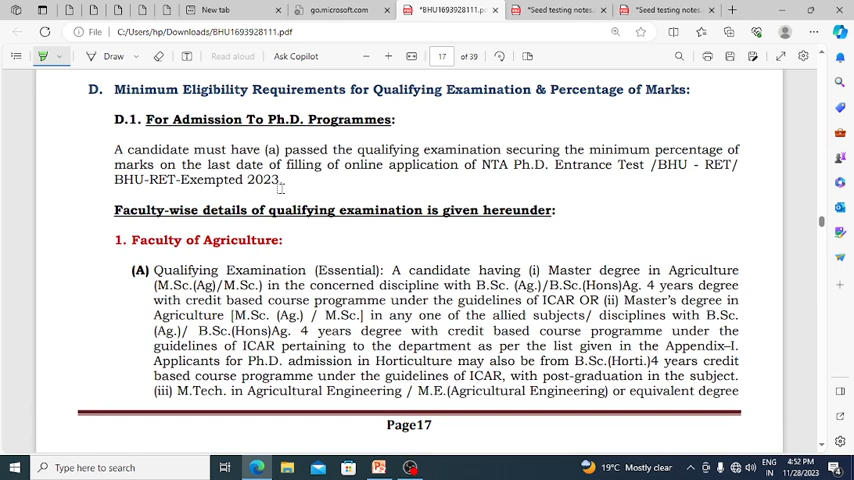 New tab
go.microsoft.com
*BHU1693928111.pdf
*Seed testing notes.
*Seed testing notes.
File
C:/Users/hp/Downloads/BHU1693928111.pdf
Draw
Read aloud
Ask Copilot
17
of 39
D. Minimum Eligibility Requirements for Qualifying Examination & Percentage of Marks:
D.1. For Admission To Ph.D. Programmes:
A candidate must have (a) passed the qualifying examination securing the minimum percentage of
marks on the last date of filling of online application of NTA Ph.D. Entrance Test /BHU - RET/
BHU-RET-Exempted 2023.
Faculty-wise details of qualifying examination is given hereunder:
1. Faculty of Agriculture:
(A) Qualifying Examination (Essential): A candidate having (i) Master degree in Agriculture
(M.Sc.(Ag)/M.Sc.) in the concerned discipline with B.Sc. (Ag.)/B.Sc.(Hons)Ag. 4 years degree
with credit based course programme under the guidelines of ICAR OR (ii) Master's degree in
Agriculture [M.Sc. (Ag.) / M.Sc.] in any one of the allied subjects/ disciplines with B.Sc.
(Ag.)/ B.Sc.(Hons)Ag. 4 years degree with credit based course programme under the
guidelines of ICAR pertaining to the department as per the list given in the Appendix–I.
Applicants for Ph.D. admission in Horticulture may also be from B.Sc.(Horti.)4 years credit
based course programme under the guidelines of ICAR, with post-graduation in the subject.
(iii) M.Tech. in Agricultural Engineering / M.E.(Agricultural Engineering) or equivalent degree
Page17
Type here to search
19°C Mostly clear
ENG
IN
4:52 PM
11/28/2023
4